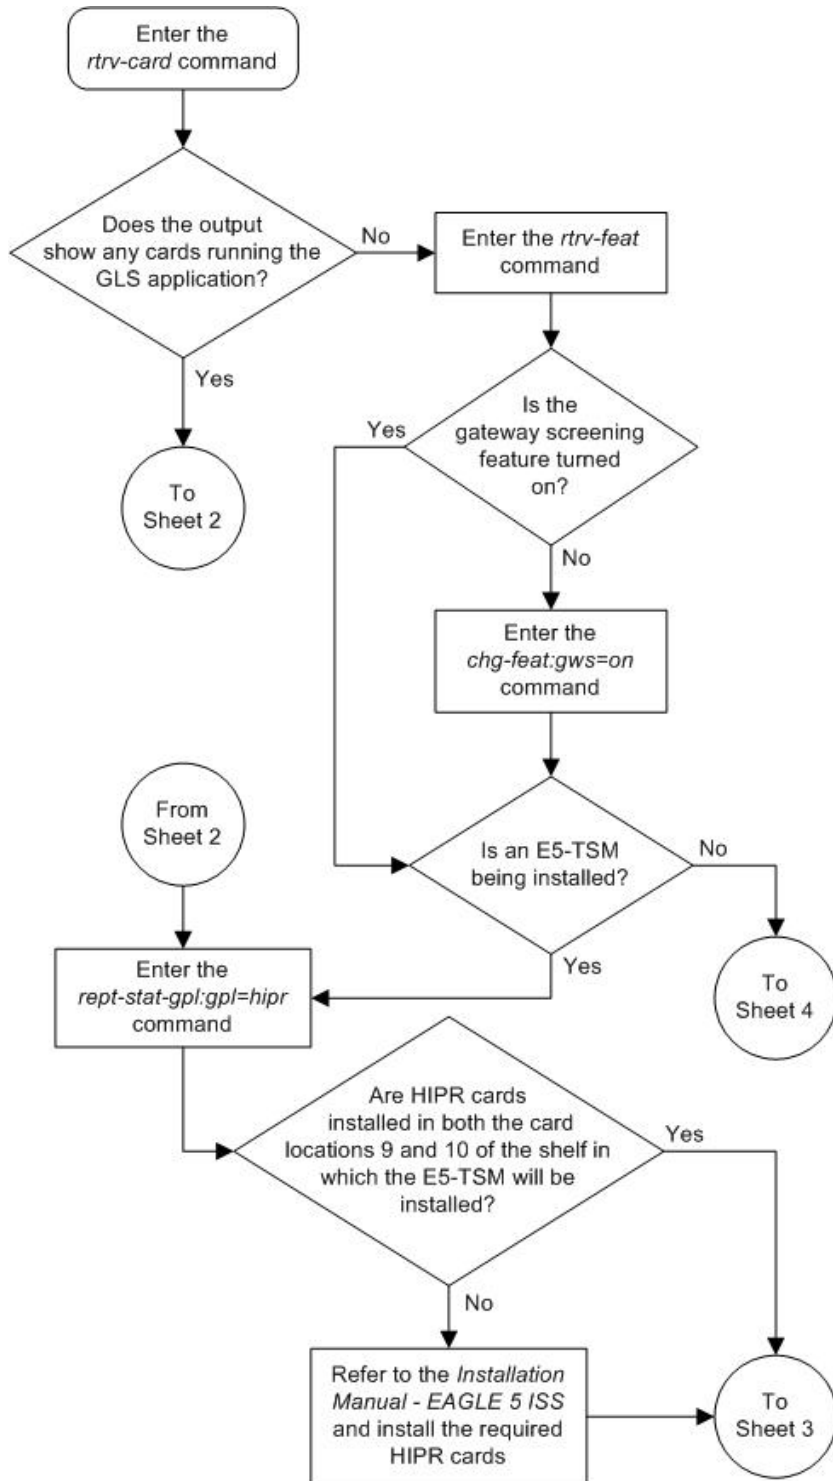 Enter the
rtrv-card command
Does the output
show any cards running the
GLS application?
No
Enter the rtrv-feat
command
Yes
To
Sheet 2
Is the
gateway screening
feature turned
on?
Yes
No
Enter the
chg-feat:gws=on
command
From
Sheet 2
Is an E5-TSM
being installed?
No
Yes
To
Sheet 4
Enter the
rept-stat-gpl:gpl=hipr
command
Are HIPR cards
installed in both the card
locations 9 and 10 of the shelf in
which the E5-TSM will be
installed?
Yes
No
Refer to the Installation
Manual - EAGLE 5 ISS
and install the required
HIPR cards
To
Sheet 3